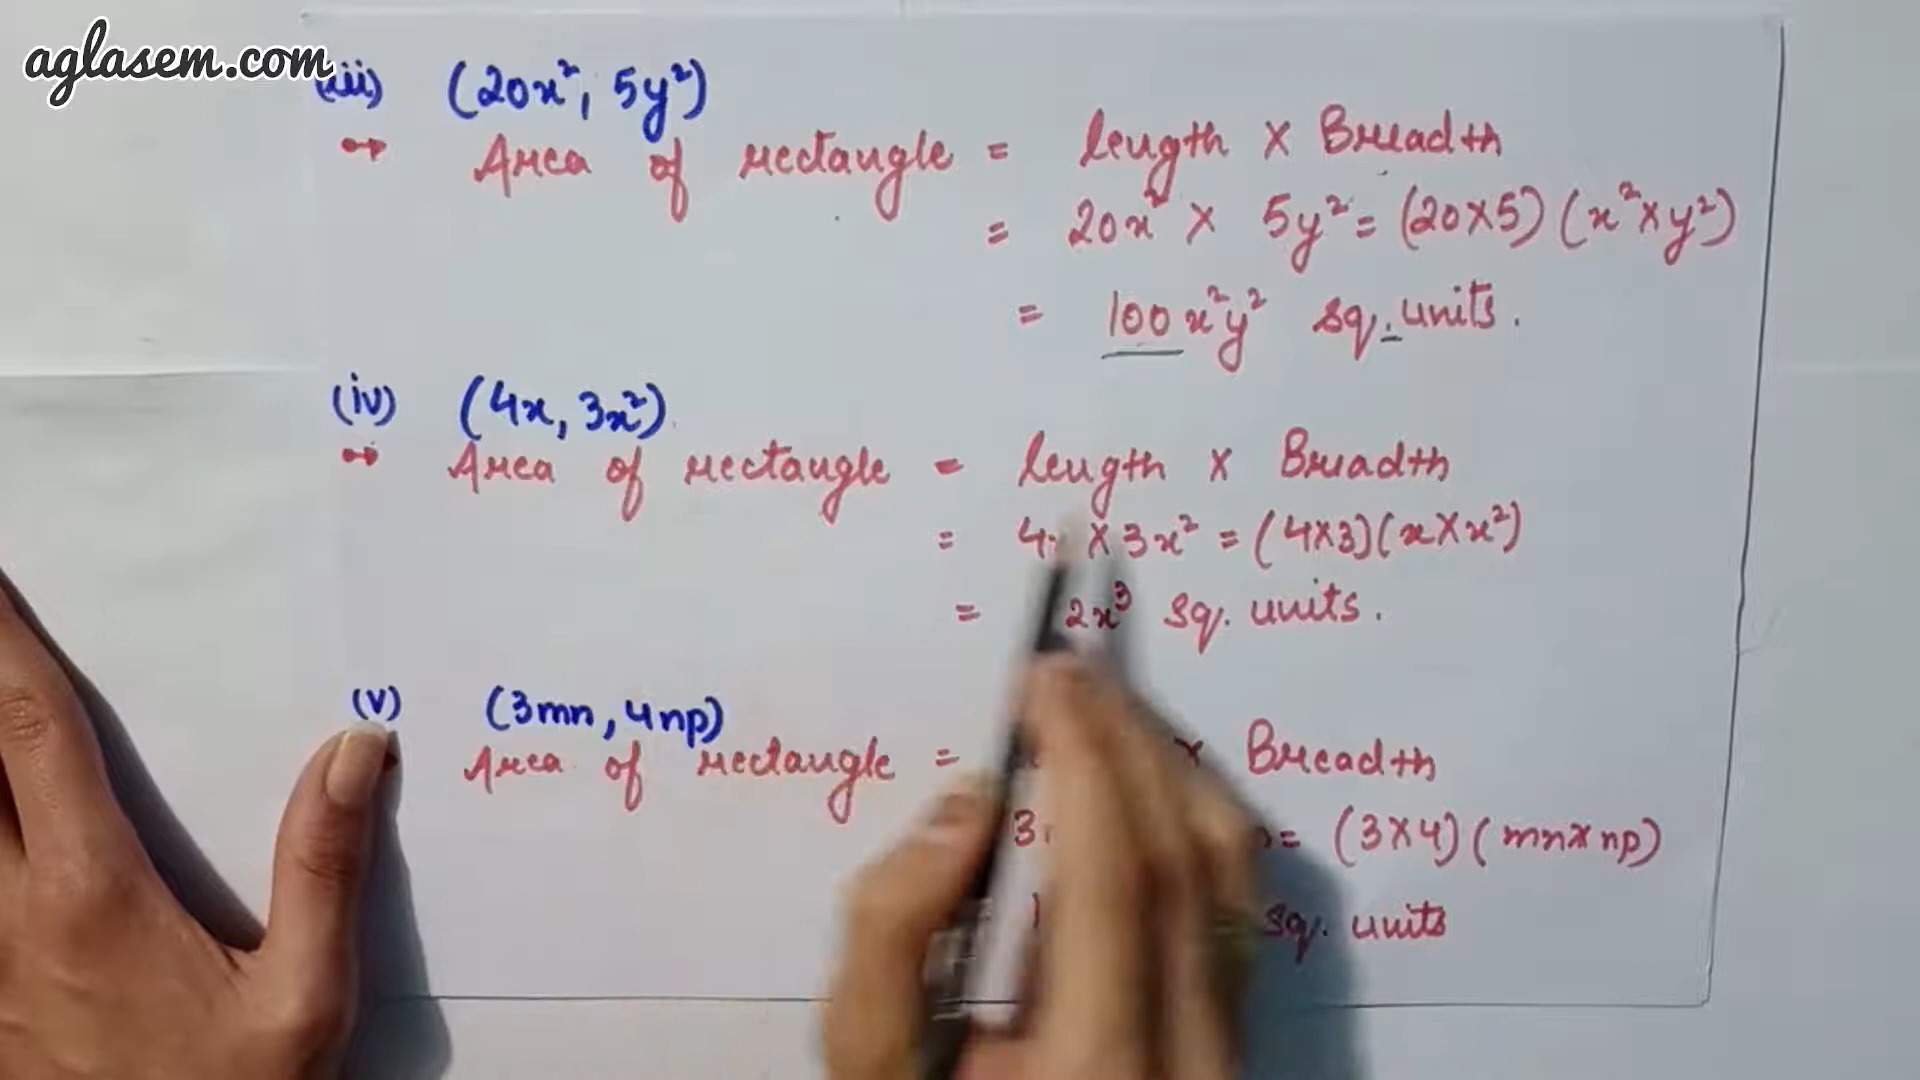 aglasem.com
(iii) (20x², 5y²)
Area of rectangle = length × Breadth
= 20x² × 5y² = (20×5) (x²×y²)
= 100x²y² sq. units.
(iv) (4x, 3x²)
Area of rectangle = length × Breadth
= × 3x² = (4×3)(x×x²)
= 2x³ sq. units.
(v) (3mn, 4np)
Area of rectangle = × Breadth
3 = (3×4) (mn×np)
sq. units